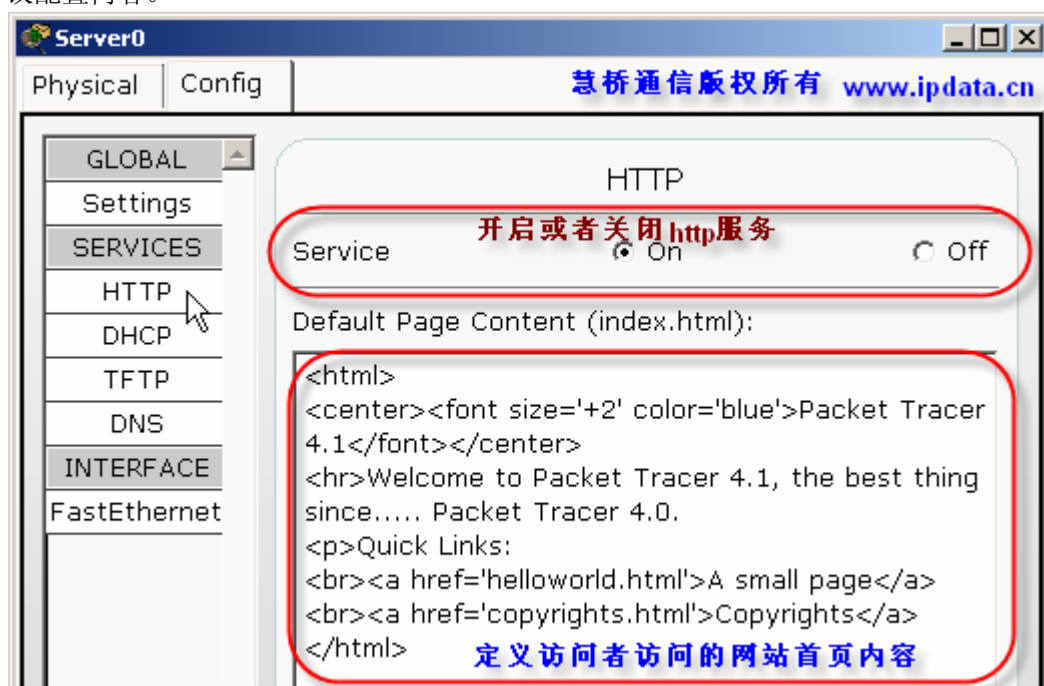 Server0
Physical Config
慧桥通信版权所有 www.ipdata.cn
GLOBAL
Settings
SERVICES
HTTP
DHCP
TFTP
DNS
INTERFACE
FastEthernet
HTTP
开启或者关闭http服务
Service On Off
Default Page Content (index.html):
<html>
<center><font size='+2' color='blue'>Packet Tracer
4.1</font></center>
<hr>Welcome to Packet Tracer 4.1, the best thing
since..... Packet Tracer 4.0.
<p>Quick Links:
<br><a href='helloworld.html'>A small page</a>
<br><a href='copyrights.html'>Copyrights</a>
</html>
定义访问者访问的网站首页内容